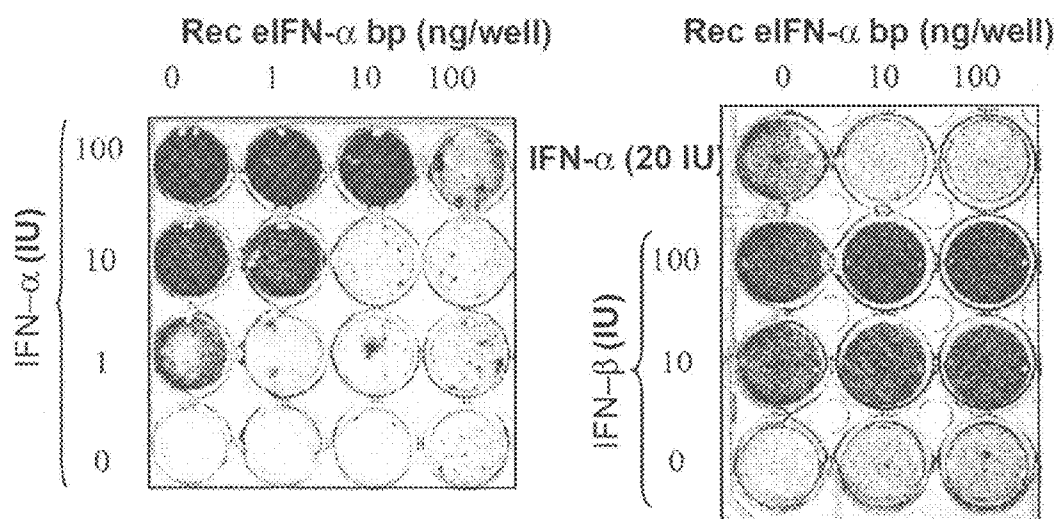 Rec eIFN-α bp (ng/well)
0 1 10 100
IFN-α (IU)
100
10
1
0
Rec eIFN-α bp (ng/well)
0 10 100
IFN-α (20 IU)
IFN-β (IU)
100
10
0